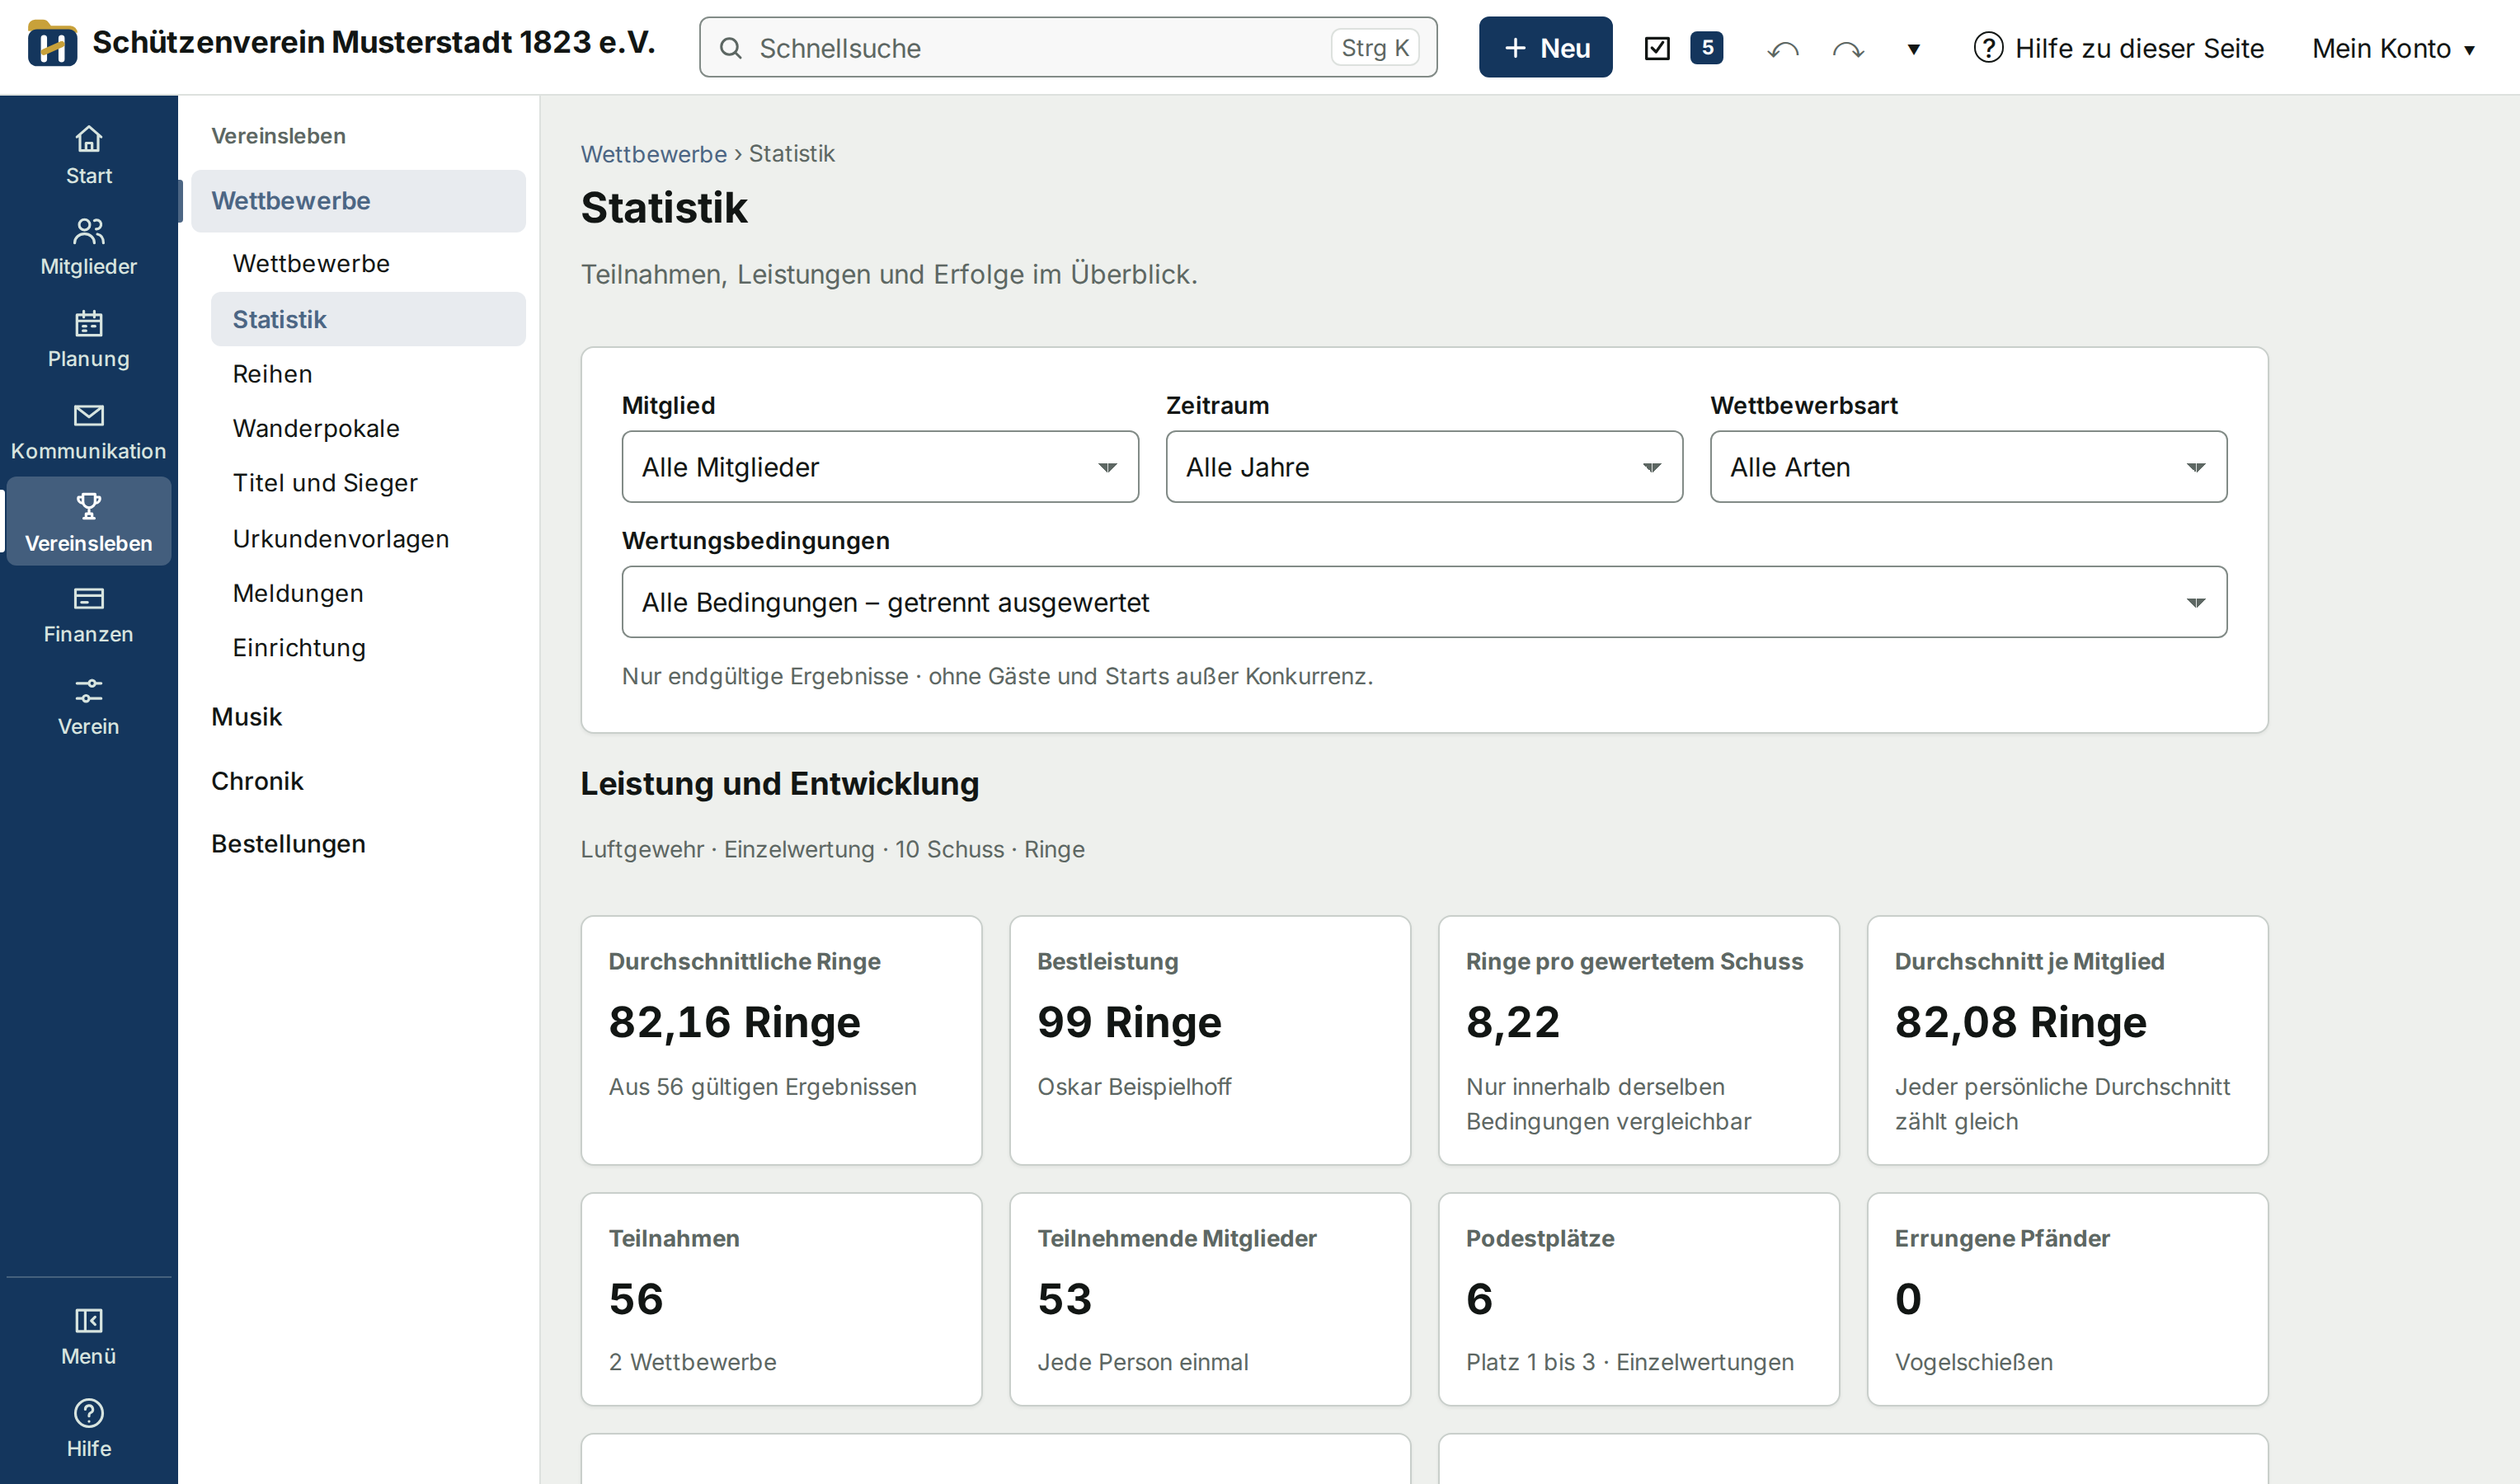 Schützenverein Musterstadt 1823 e.V.
Schnellsuche
Strg K
Neu
5
Hilfe zu dieser Seite
Mein Konto
Start
Mitglieder
Planung
Kommunikation
Vereinsleben
Finanzen
Verein
Menü
Hilfe
Vereinsleben
Wettbewerbe
Wettbewerbe
Statistik
Reihen
Wanderpokale
Titel und Sieger
Urkundenvorlagen
Meldungen
Einrichtung
Musik
Chronik
Bestellungen
Wettbewerbe › Statistik
Statistik
Teilnahmen, Leistungen und Erfolge im Überblick.
Mitglied
Alle Mitglieder
Zeitraum
Alle Jahre
Wettbewerbsart
Alle Arten
Wertungsbedingungen
Alle Bedingungen – getrennt ausgewertet
Nur endgültige Ergebnisse · ohne Gäste und Starts außer Konkurrenz.
Leistung und Entwicklung
Luftgewehr · Einzelwertung · 10 Schuss · Ringe
Durchschnittliche Ringe
82,16 Ringe
Aus 56 gültigen Ergebnissen
Bestleistung
99 Ringe
Oskar Beispielhoff
Ringe pro gewertetem Schuss
8,22
Nur innerhalb derselben
Bedingungen vergleichbar
Durchschnitt je Mitglied
82,08 Ringe
Jeder persönliche Durchschnitt
zählt gleich
Teilnahmen
56
2 Wettbewerbe
Teilnehmende Mitglieder
53
Jede Person einmal
Podestplätze
6
Platz 1 bis 3 · Einzelwertungen
Errungene Pfänder
0
Vogelschießen